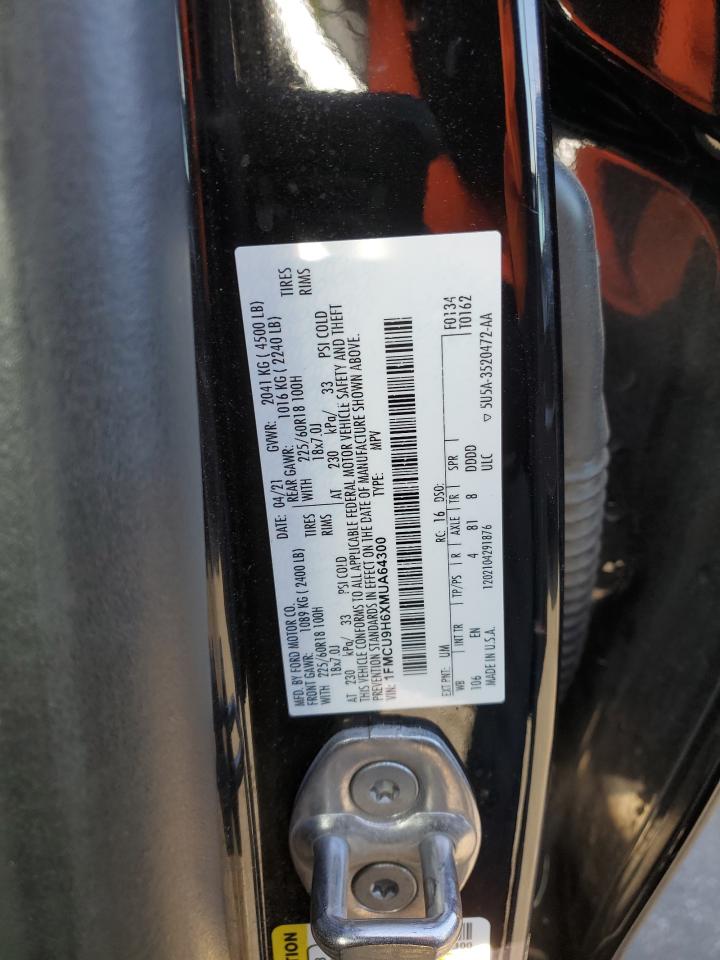 MFD. BY FORD MOTOR CO. DATE: 04/21 GVWR: 2041 KG ( 4500 LB)
FRONT GAWR: 1089 KG ( 2400 LB) REAR GAWR: 1016 KG ( 2240 LB)
WITH 225/60R18 100H TIRES WITH 225/60R18 100H TIRES
18x7.0J RIMS 18x7.0J RIMS
AT 230 kPa/ 33 PSI COLD AT 230 kPa/ 33 PSI COLD
THIS VEHICLE CONFORMS TO ALL APPLICABLE FEDERAL MOTOR VEHICLE SAFETY AND THEFT
PREVENTION STANDARDS IN EFFECT ON THE DATE OF MANUFACTURE SHOWN ABOVE.
VIN: 1FMCU9H6XMUA64300 TYPE: MPV
F0134
EXT PNT: UM RC: 16 DSO: T0162
WB INT TR TP/PS R AXLE TR SPR
106 EN 4 81 8 DDDDD
MADE IN U.S.A. 1202104291876 ULC ▽ 5U5A-3520472-AA
300